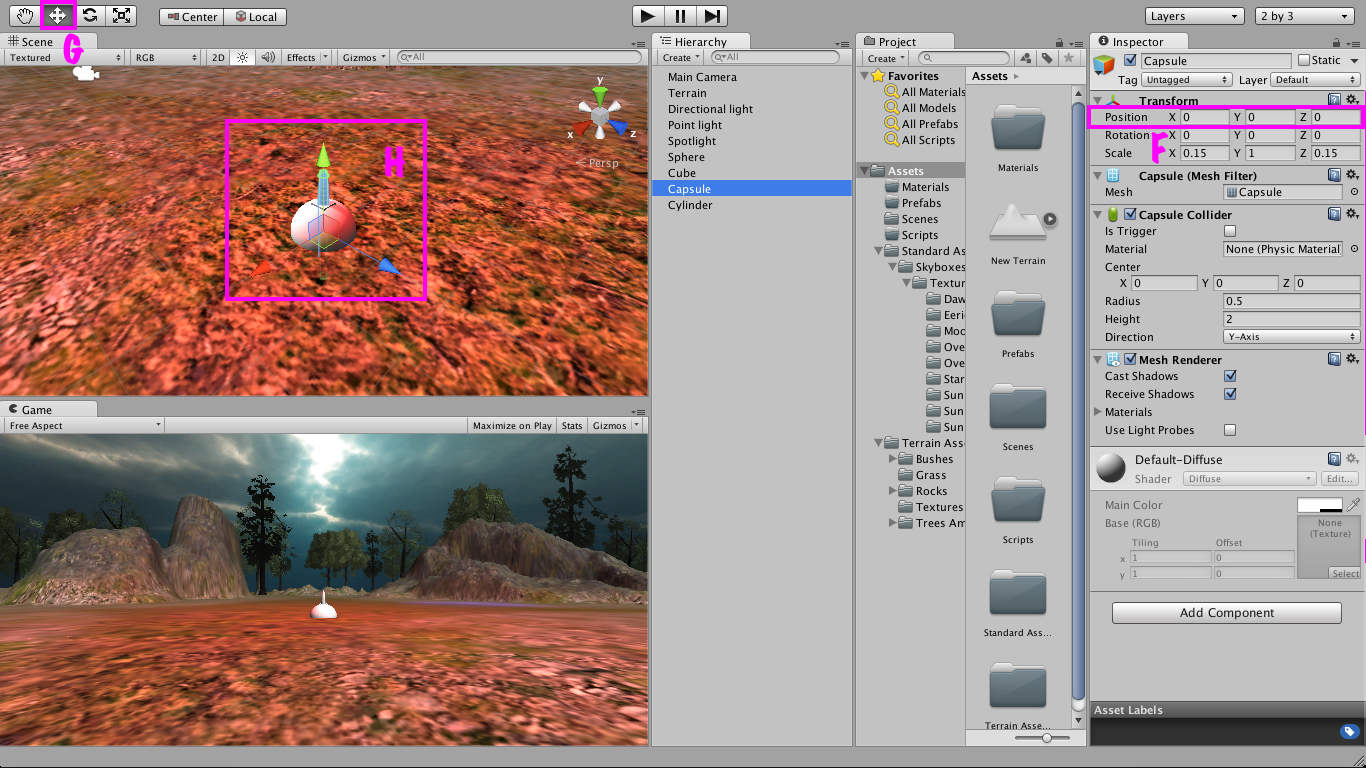 Center Local
Layers
2 by 3
G
Scene
Textured RGB 2D Effects Gizmos All
y
x z
Persp
H
Game
Free Aspect Maximize on Play Stats Gizmos
Hierarchy
Create All
Main Camera
Terrain
Directional light
Point light
Spotlight
Sphere
Cube
Capsule
Cylinder
Project
Create
Favorites
All Materials
All Models
All Prefabs
All Scripts
Assets
Materials
Prefabs
Scenes
Scripts
Standard As
Skyboxes
Textur
Daw
Eeri
Moo
Ove
Ove
Star
Sun
Sun
Sun
Terrain Ass
Bushes
Grass
Rocks
Textures
Trees Am
Assets
Materials
New Terrain
Prefabs
Scenes
Scripts
Standard Ass...
Terrain Asse...
Inspector
Capsule Static
Tag Untagged Layer Default
Transform
Position X 0 Y 0 Z 0
Rotation X 0 Y 0 Z 0
F
Scale X 0.15 Y 1 Z 0.15
Capsule (Mesh Filter)
Mesh Capsule
Capsule Collider
Is Trigger
Material None (Physic Material
Center
X 0 Y 0 Z 0
Radius 0.5
Height 2
Direction Y-Axis
Mesh Renderer
Cast Shadows
Receive Shadows
Materials
Use Light Probes
Default-Diffuse
Shader Diffuse Edit...
Main Color
Base (RGB) None
(Texture)
Tiling Offset
x 1 0
y 1 0 Select
Add Component
Asset Labels